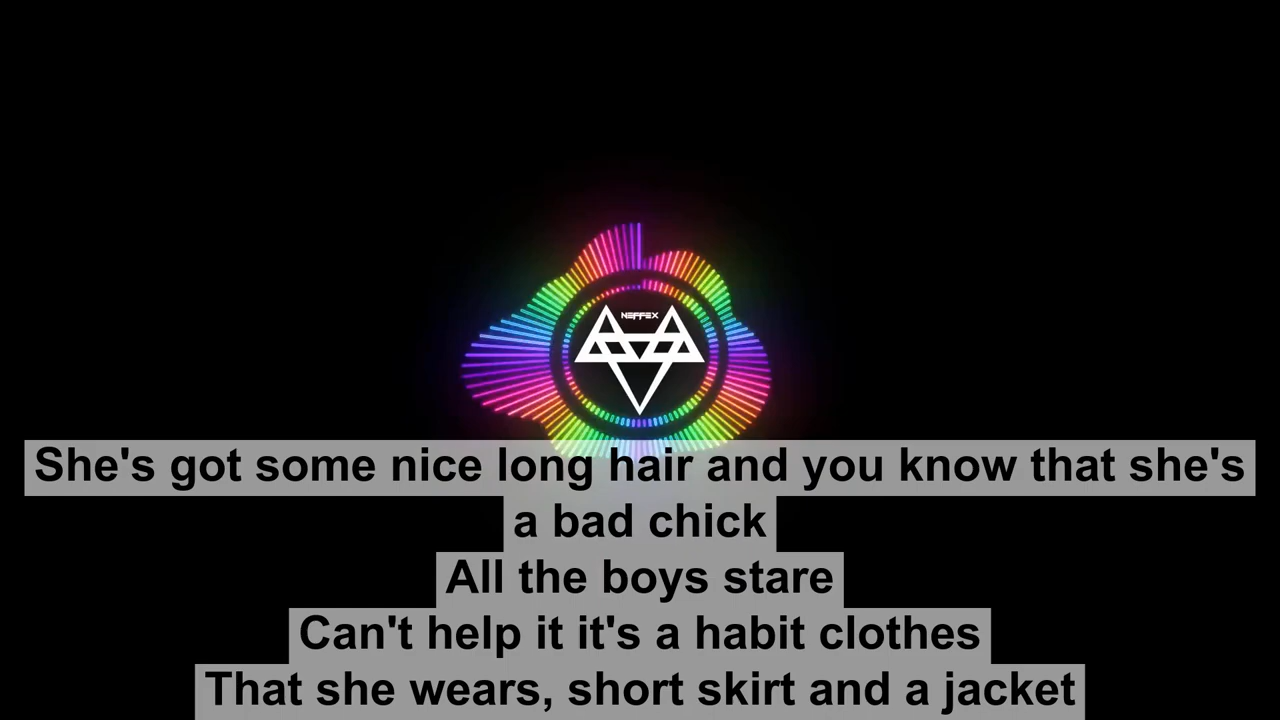 NEFFEX
She's got some nice long hair and you know that she's
a bad chick
All the boys stare
Can't help it it's a habit clothes
That she wears, short skirt and a jacket